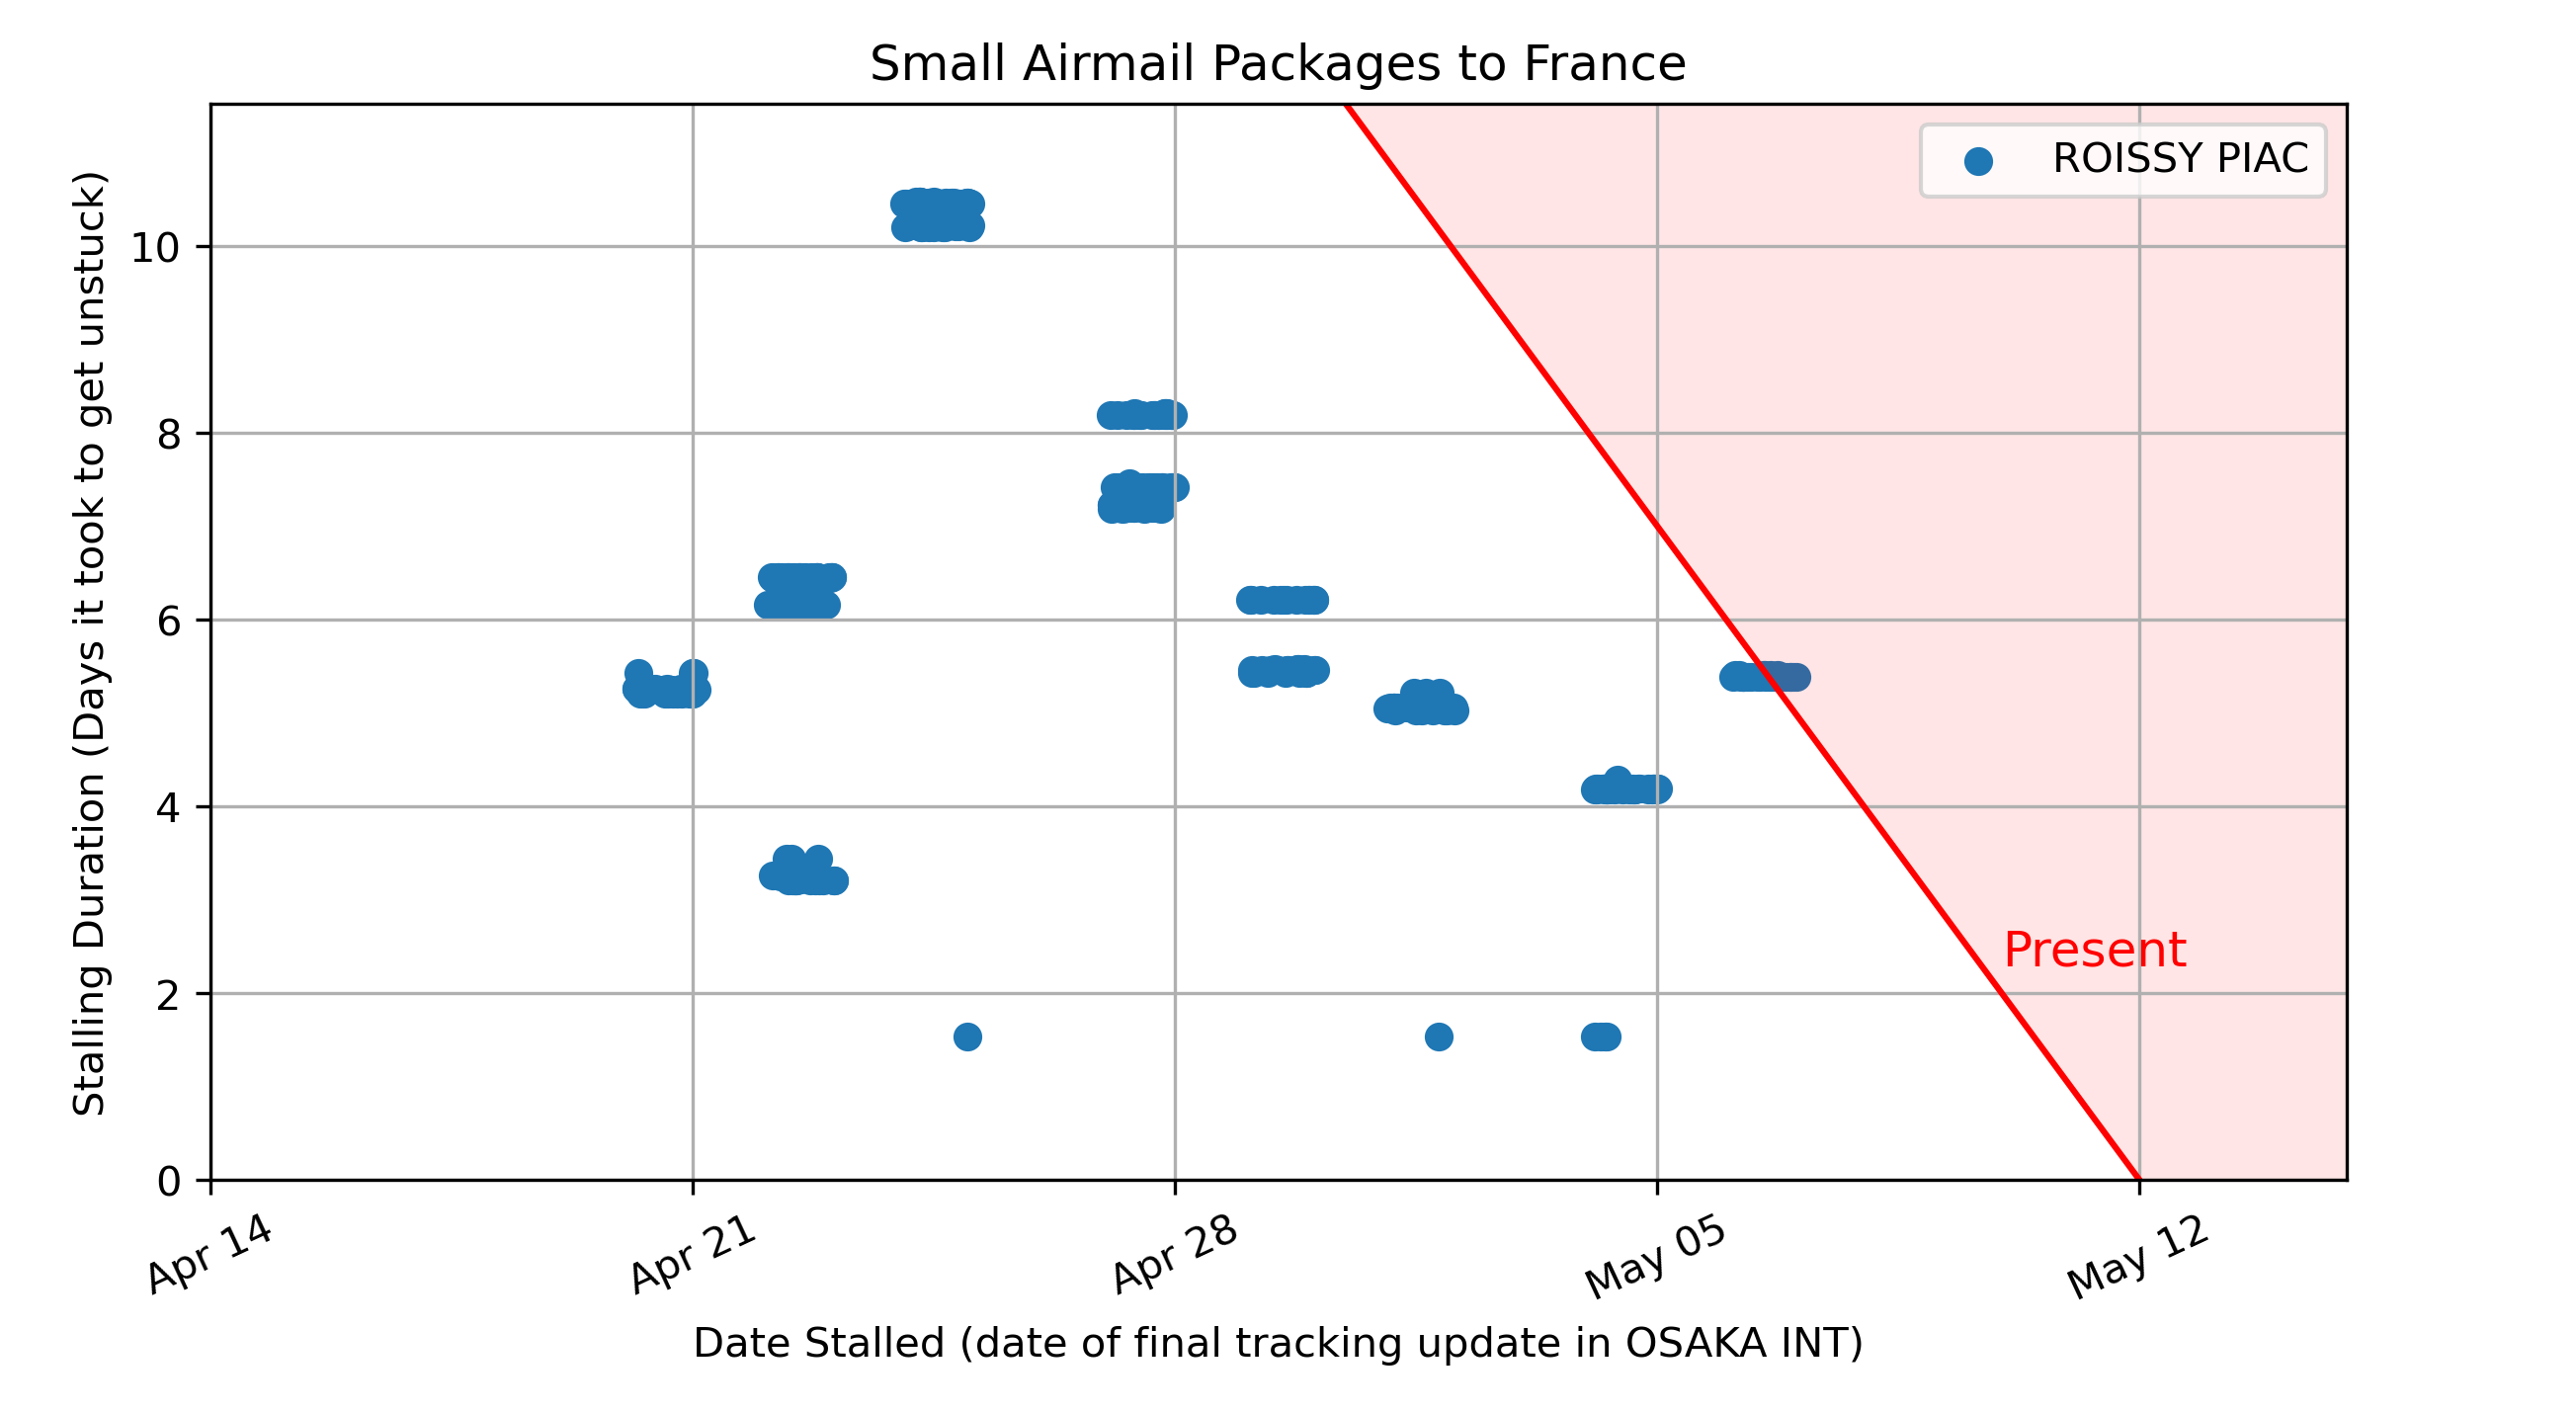 Small Airmail Packages to France
ROISSY PIAC
Stalling Duration (Days it took to get unstuck)
10
8
6
4
2
0
Present
Apr 14
Apr 21
Apr 28
May 05
May 12
Date Stalled (date of final tracking update in OSAKA INT)